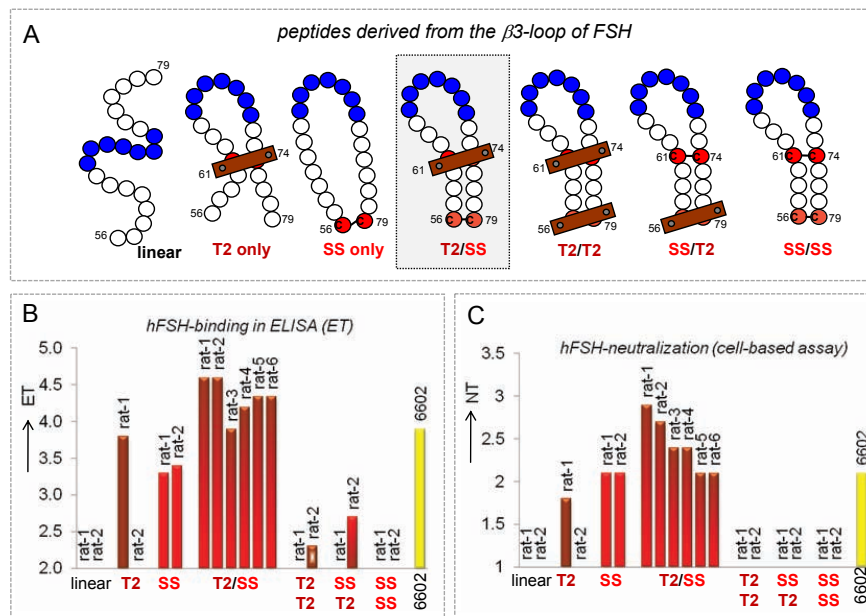 A
peptides derived from the β3-loop of FSH
79
56
linear
61
74
56
79
T2 only
C C
56
79
SS only
74
61
C C
56
79
T2/SS
74
61
56
79
T2/T2
61 C C 74
56
79
SS/T2
61 C C 74
56 C C 79
SS/SS
B
hFSH-binding in ELISA (ET)
ET
5.0
4.5
4.0
3.5
3.0
2.5
2.0
rat-1
rat-2
rat-1
rat-2
rat-1
rat-2
rat-1
rat-2
rat-3
rat-4
rat-5
rat-6
rat-1
rat-2
rat-1
rat-2
rat-1
rat-2
6602
linear T2 SS T2/SS T2 SS SS 6602
T2 T2 SS
C
hFSH-neutralization (cell-based assay)
NT
3.5
3
2.5
2
1.5
1
rat-1
rat-2
rat-1
rat-2
rat-1
rat-2
rat-1
rat-2
rat-3
rat-4
rat-5
rat-6
rat-1
rat-2
rat-1
rat-2
rat-1
rat-2
6602
linear T2 SS T2/SS T2 SS SS 6602
T2 T2 SS